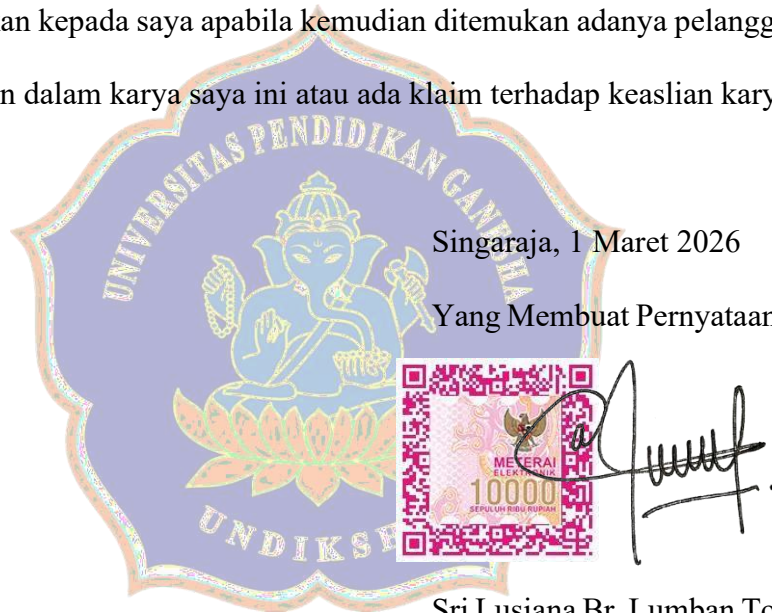 an kepada saya apabila kemudian ditemukan adanya pelangg
n dalam karya saya ini atau ada klaim terhadap keaslian kary
UNIVERSITAS PENDIDIKAN GANESHA
Singaraja, 1 Maret 2026
Yang Membuat Pernyataan
METERAI
ELEKTRONIK
10000
SEPULUH RIBU RUPIAH
UNDIKSH
Sri Lusiana Br. Lumban To